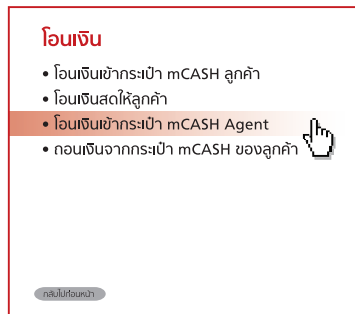 โอนเงิน
• โอนเงินเข้ากระเป๋า mCASH ลูกค้า
• โอนเงินสดให้ลูกค้า
• โอนเงินเข้ากระเป๋า mCASH Agent
• ถอนเงินจากกระเป๋า mCASH ของลูกค้า
กลับไปก่อนหน้า